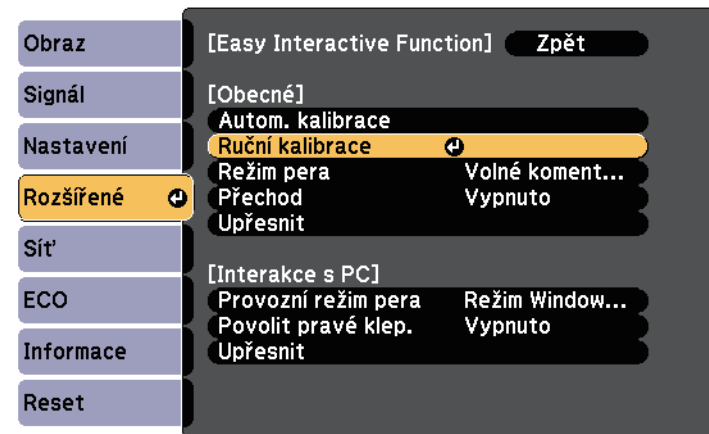 Obraz
Signál
Nastavení
Rozšířené
Síť
ECO
Informace
Reset
[Easy Interactive Function] Zpět
[Obecné]
Autom. kalibrace
Ruční kalibrace
Režim pera Volné koment...
Přechod Vypnuto
Upřesnit
[Interakce s PC]
Provozní režim pera Režim Window...
Povolit pravé klep. Vypnuto
Upřesnit